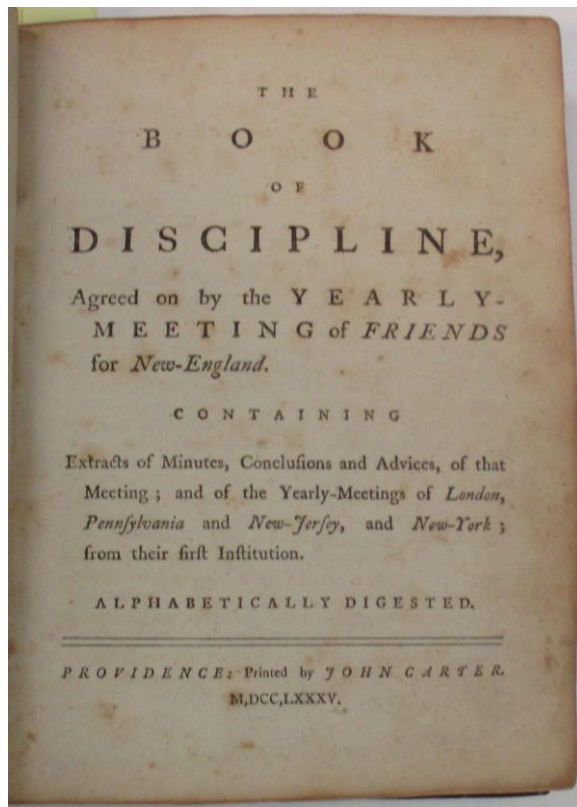 THE
BOOK
OF
DISCIPLINE,
Agreed on by the YEARLY-
MEETING of FRIENDS
for New-England.
CONTAINING
Extracts of Minutes, Concluſions and Advices, of that
Meeting; and of the Yearly-Meetings of London,
Pennſylvania and New-Jerſey, and New-York;
from their firſt Inſtitution.
ALPHABETICALLY DIGESTED.
PROVIDENCE: Printed by JOHN CARTER.
M,DCC,LXXXV.